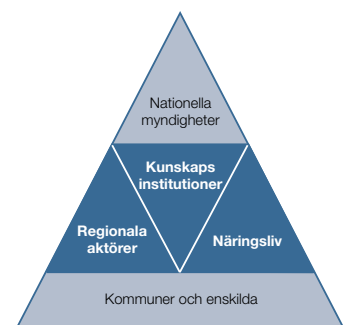 Nationella
myndigheter
Kunskaps
institutioner
Regionala
aktörer
Näringsliv
Kommuner och enskilda